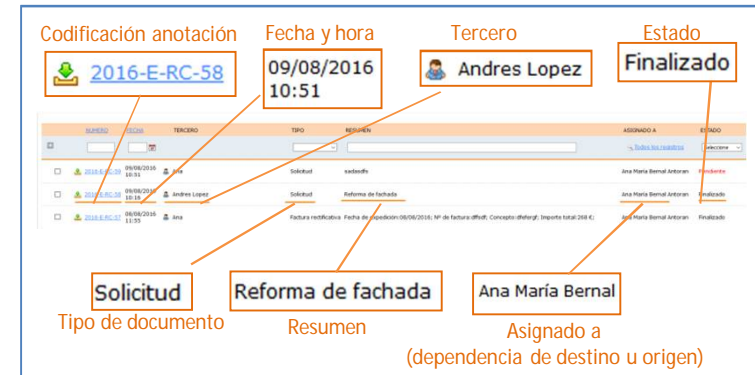 Codificación anotación
Fecha y hora
Tercero
Estado
2016-E-RC-58
09/08/2016
10:51
Andres Lopez
Finalizado
NUMERO FECHA TERCERO TIPO RESUMEN ASIGNADO A ESTADO
Todos los registros Seleccione
2016-E-RC-59 09/08/2016 10:51 Ana Solicitud xadasdfs Ana María Bernal Antoran Pendiente
2016-E-RC-58 09/08/2016 10:16 Andres Lopez Solicitud Reforma de fachada Ana María Bernal Antoran Finalizado
2016-E-RC-57 08/08/2016 11:55 Ana Factura rectificativa Fecha de expedición:08/08/2016; Nº de factura:dffsdf; Concepto:dfefergf; Importe total:268 €; Ana María Bernal Antoran Finalizado
Solicitud
Reforma de fachada
Ana María Bernal
Tipo de documento
Resumen
Asignado a
(dependencia de destino u origen)